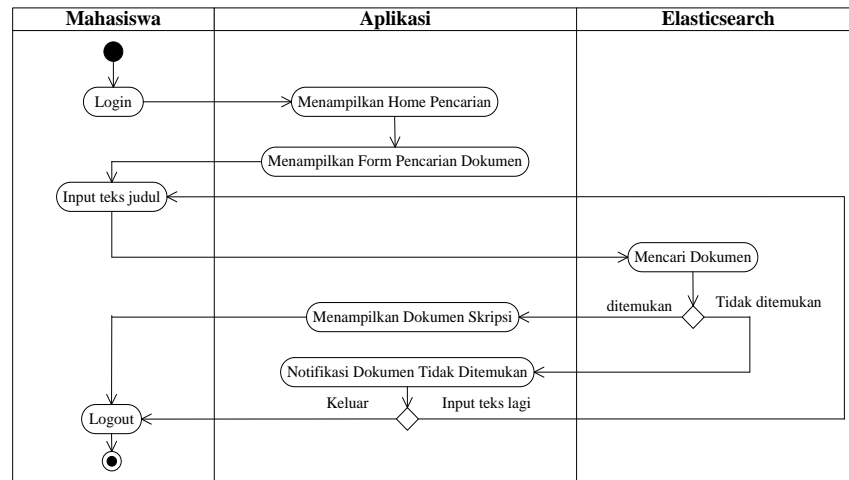 Mahasiswa
Aplikasi
Elasticsearch
Login
Menampilkan Home Pencarian
Menampilkan Form Pencarian Dokumen
Input teks judul
Mencari Dokumen
ditemukan
Tidak ditemukan
Menampilkan Dokumen Skripsi
Notifikasi Dokumen Tidak Ditemukan
Keluar
Input teks lagi
Logout